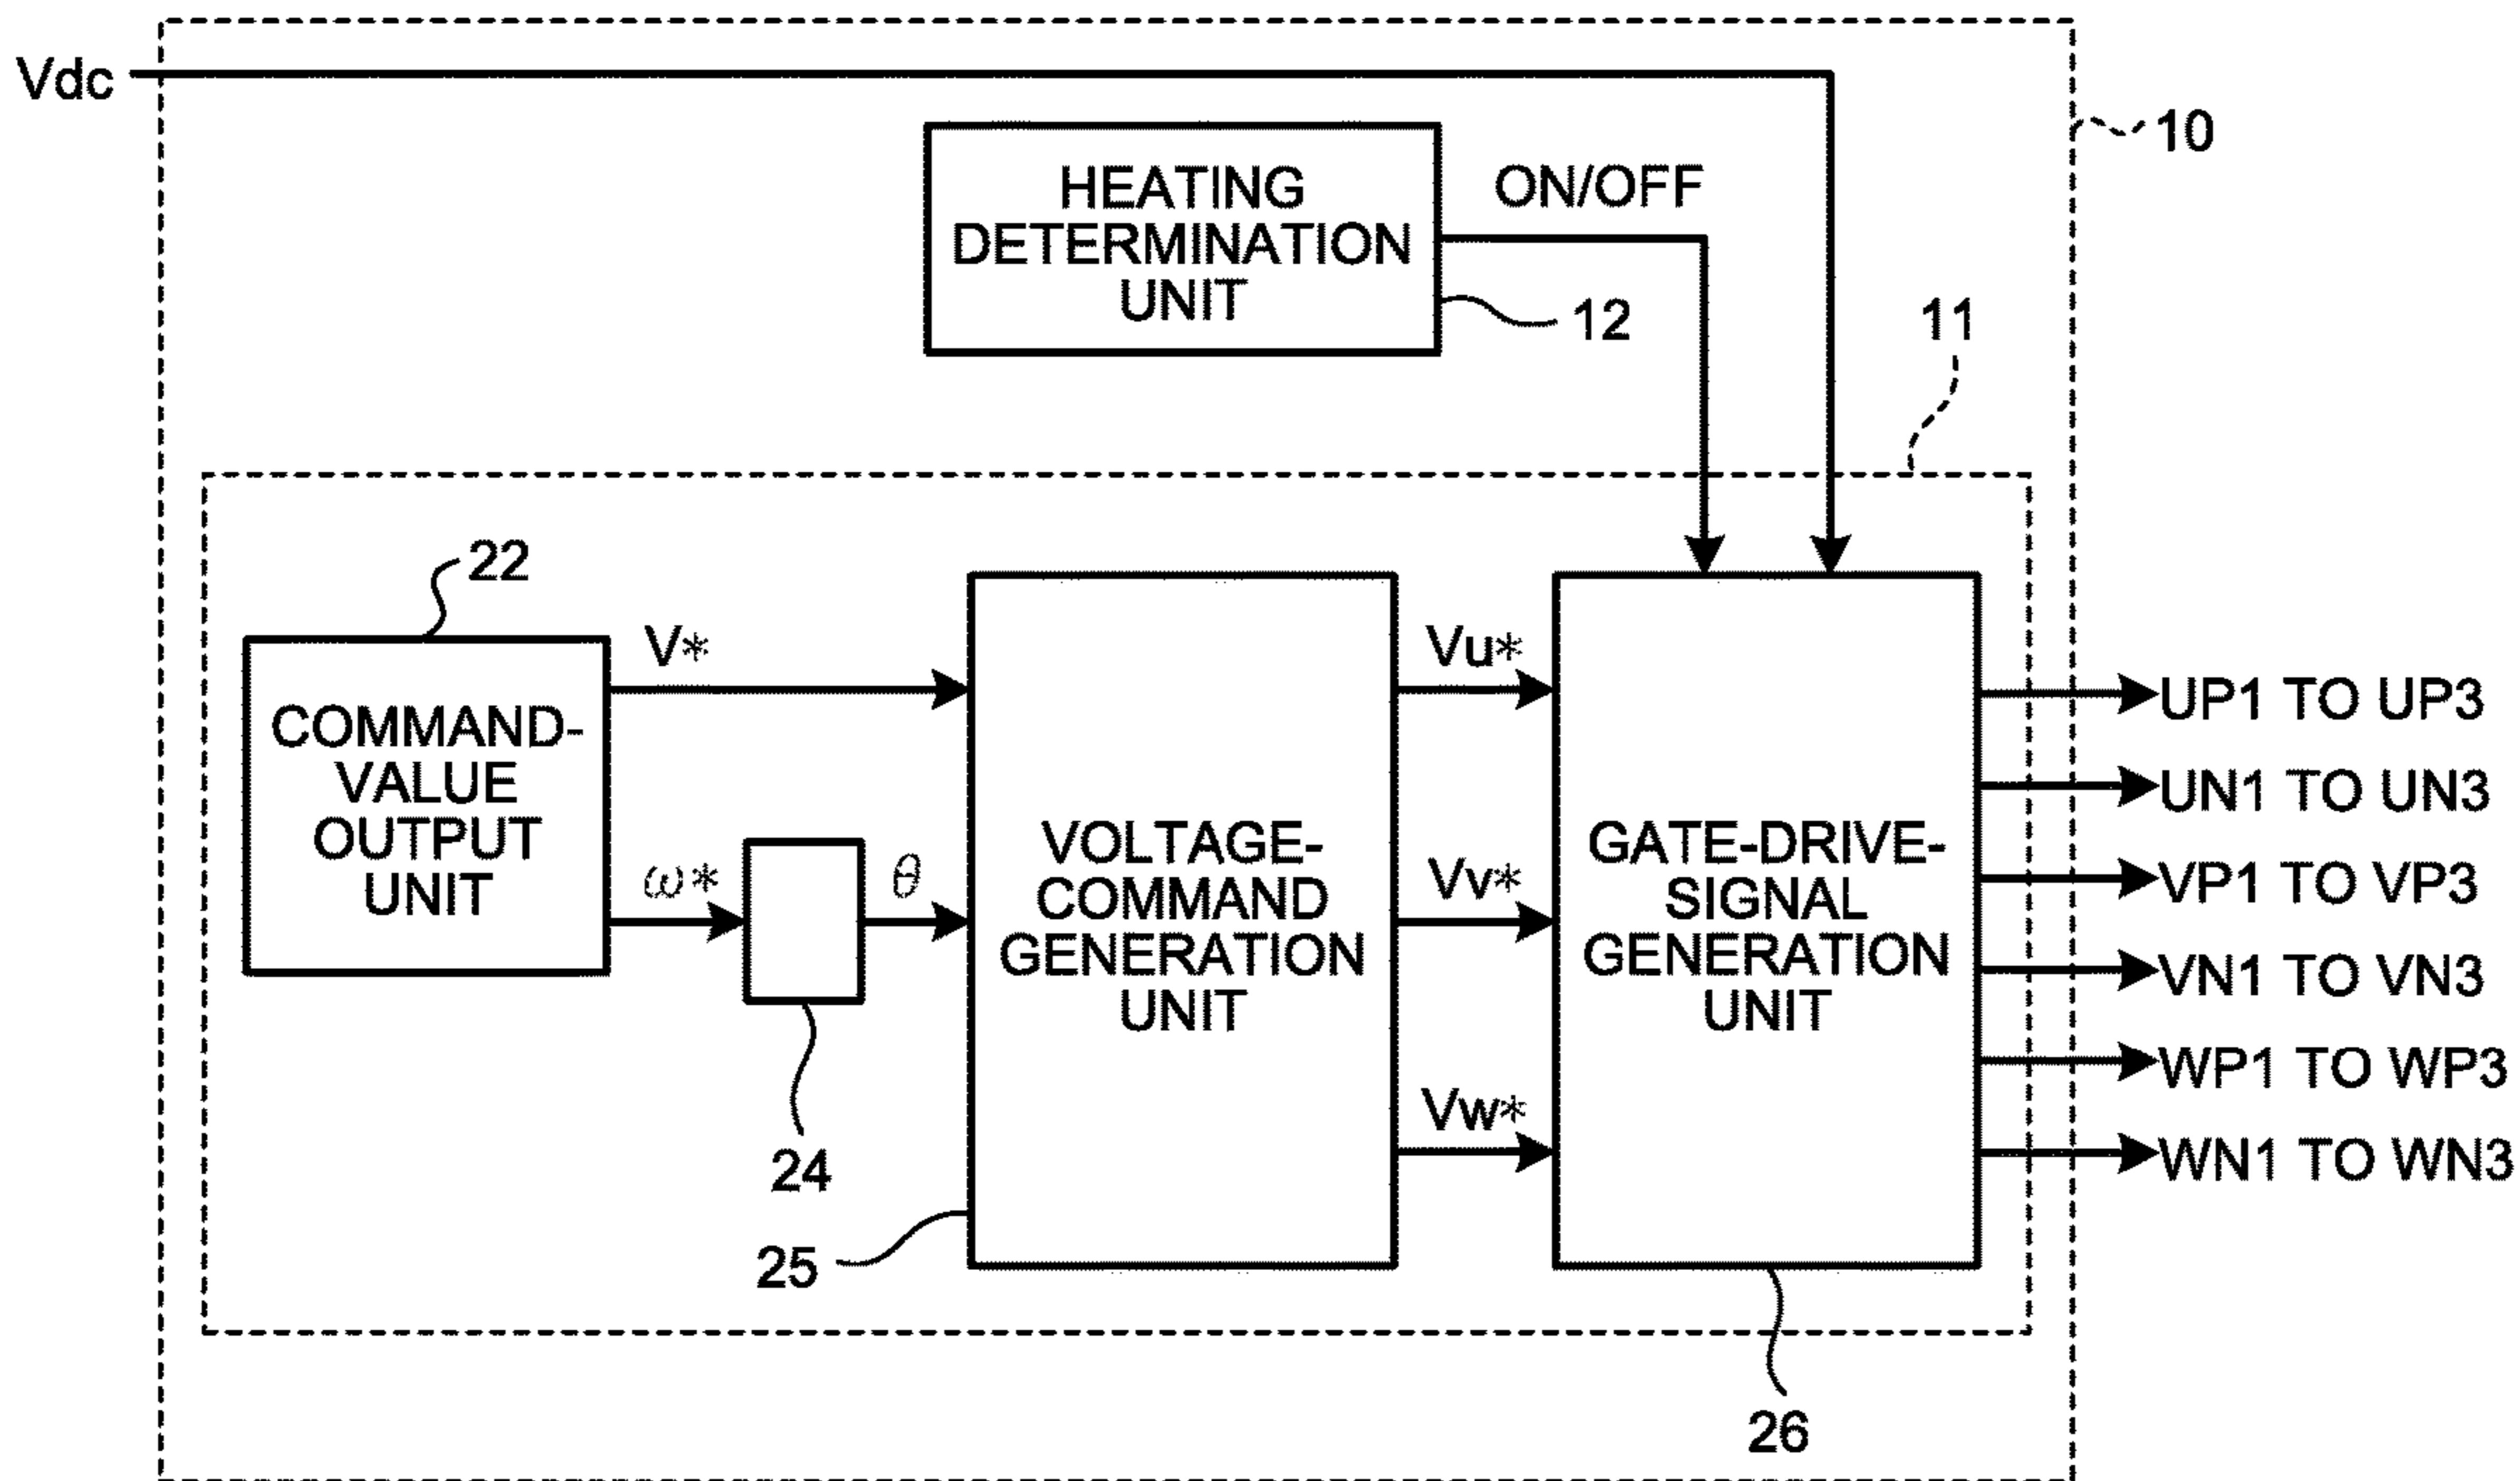 Vdc
10
HEATING
DETERMINATION
UNIT
ON/OFF
12
11
22
V*
Vu*
COMMAND-
VALUE
OUTPUT
UNIT
ω*
θ
24
VOLTAGE-
COMMAND
GENERATION
UNIT
25
Vv*
Vw*
GATE-DRIVE-
SIGNAL
GENERATION
UNIT
26
UP1 TO UP3
UN1 TO UN3
VP1 TO VP3
VN1 TO VN3
WP1 TO WP3
WN1 TO WN3